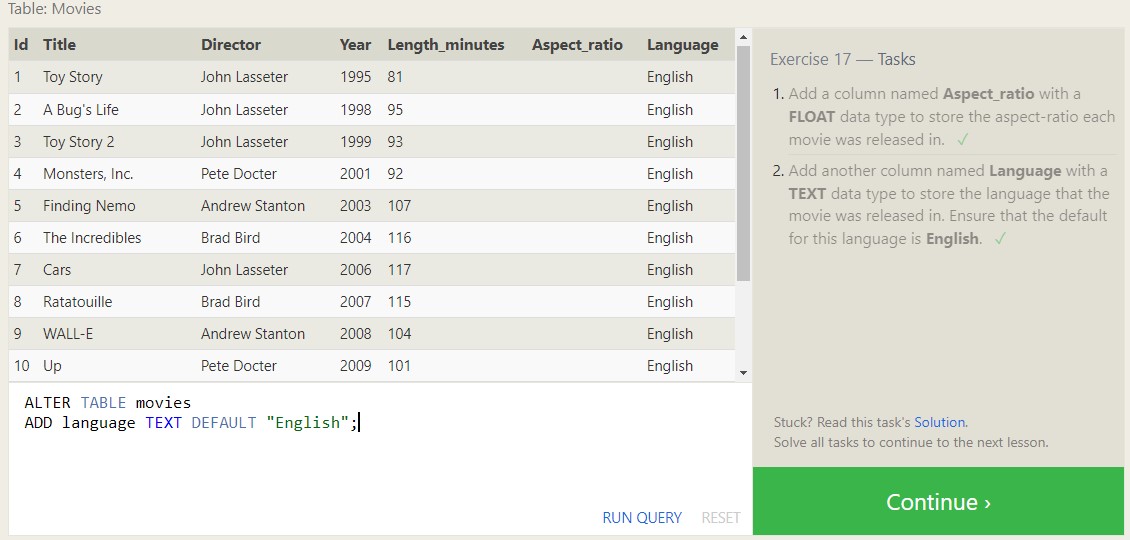 Table: Movies
Id Title Director Year Length_minutes Aspect_ratio Language
1 Toy Story John Lasseter 1995 81 English
2 A Bug's Life John Lasseter 1998 95 English
3 Toy Story 2 John Lasseter 1999 93 English
4 Monsters, Inc. Pete Docter 2001 92 English
5 Finding Nemo Andrew Stanton 2003 107 English
6 The Incredibles Brad Bird 2004 116 English
7 Cars John Lasseter 2006 117 English
8 Ratatouille Brad Bird 2007 115 English
9 WALL-E Andrew Stanton 2008 104 English
10 Up Pete Docter 2009 101 English
ALTER TABLE movies
ADD language TEXT DEFAULT "English";
RUN QUERY RESET
Exercise 17 — Tasks
1. Add a column named Aspect_ratio with a
FLOAT data type to store the aspect-ratio each
movie was released in. ✓
2. Add another column named Language with a
TEXT data type to store the language that the
movie was released in. Ensure that the default
for this language is English. ✓
Stuck? Read this task's Solution.
Solve all tasks to continue to the next lesson.
Continue ›